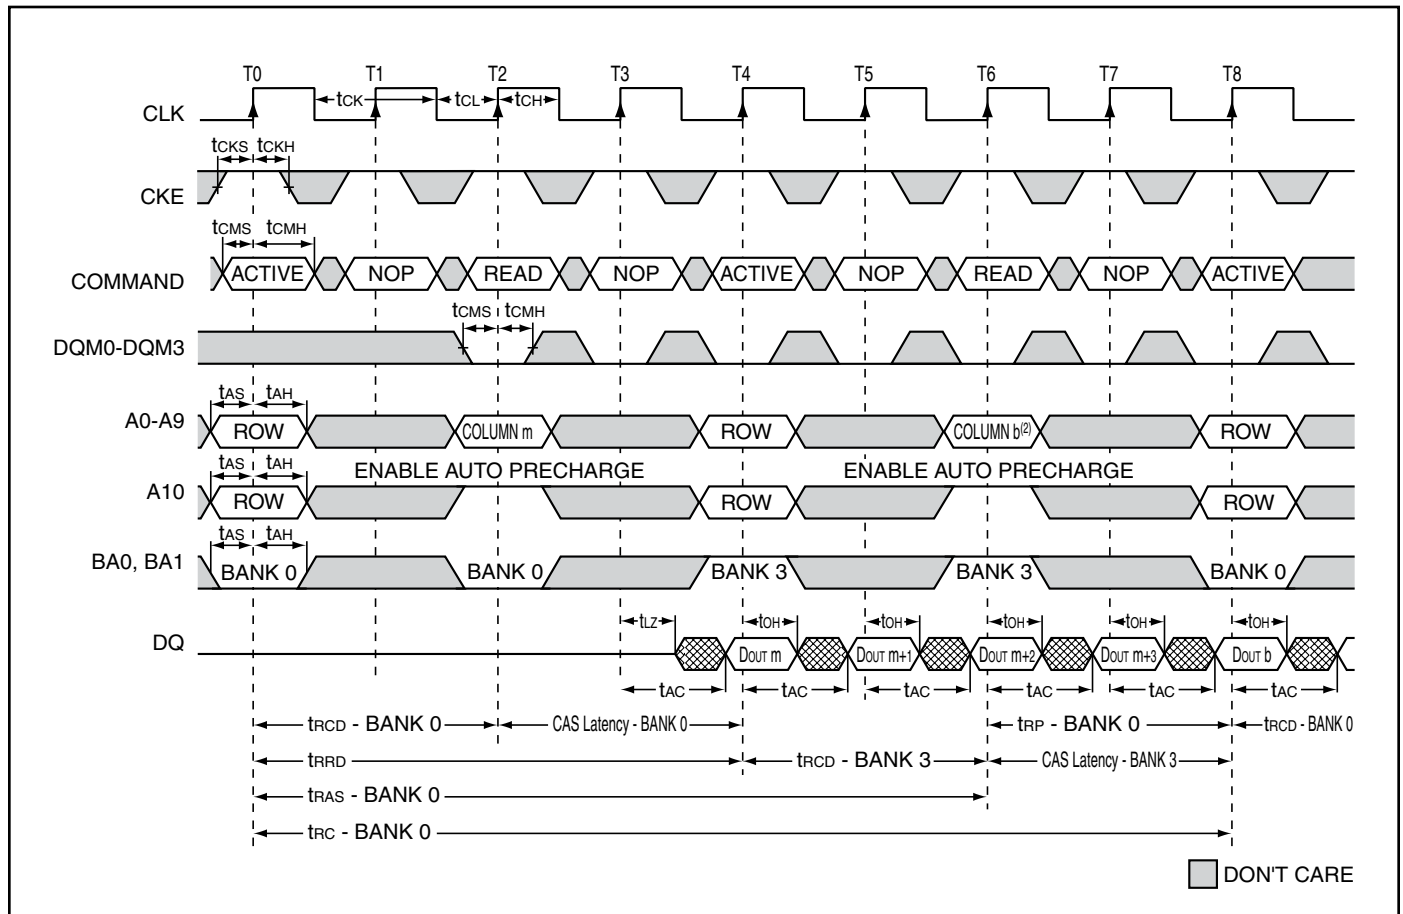 T0 T1 T2 T3 T4 T5 T6 T7 T8
CLK tCK tCL tCH
tCKS tCKH
CKE
tCMS tCMH
COMMAND ACTIVE NOP READ NOP ACTIVE NOP READ NOP ACTIVE
tCMS tCMH
DQM0-DQM3
tAS tAH
A0-A9 ROW COLUMN m ROW COLUMN b(2) ROW
tAS tAH ENABLE AUTO PRECHARGE ENABLE AUTO PRECHARGE
A10 ROW ROW ROW
tAS tAH
BA0, BA1 BANK 0 BANK 0 BANK 3 BANK 3 BANK 0
tLZ tOH tOH tOH tOH tOH
DQ DOUT m DOUT m+1 DOUT m+2 DOUT m+3 DOUT b
tAC tAC tAC tAC tAC tAC
tRCD - BANK 0 CAS Latency - BANK 0 tRP - BANK 0 tRCD - BANK 0
tRRD tRCD - BANK 3 CAS Latency - BANK 3
tRAS - BANK 0
tRC - BANK 0
DON'T CARE